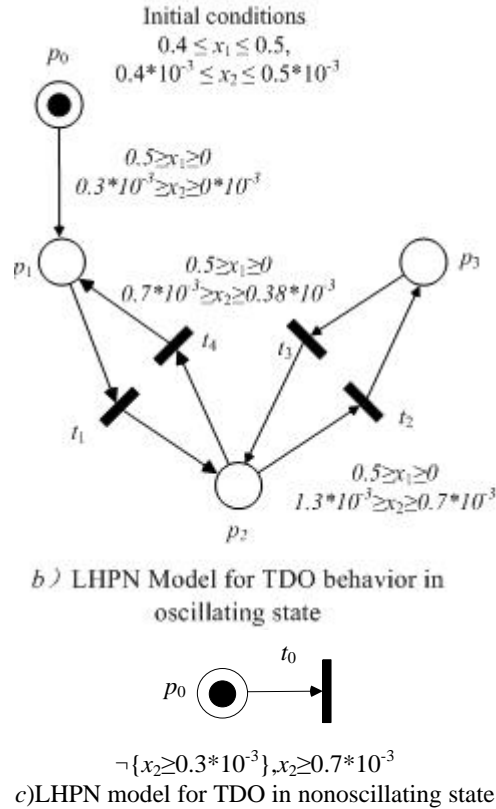 Initial conditions
0.4 ≤ x₁ ≤ 0.5,
p₀
0.4*10⁻³ ≤ x₂ ≤ 0.5*10⁻³
0.5≥x₁≥0
0.3*10⁻³≥x₂≥0*10⁻³
p₁
0.5≥x₁≥0
p₃
0.7*10⁻³≥x₂≥0.38*10⁻³
t₄
t₃
t₁
t₂
0.5≥x₁≥0
1.3*10⁻³≥x₂≥0.7*10⁻³
p₂
b) LHPN Model for TDO behavior in
oscillating state
t₀
p₀
¬{x₂≥0.3*10⁻³},x₂≥0.7*10⁻³
c)LHPN model for TDO in nonoscillating state